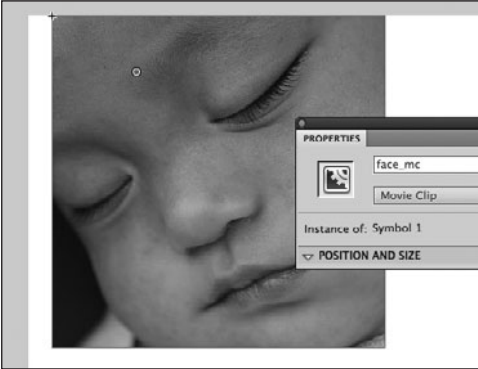 PROPERTIES
face_mc
Movie Clip
Instance of: Symbol 1
POSITION AND SIZE